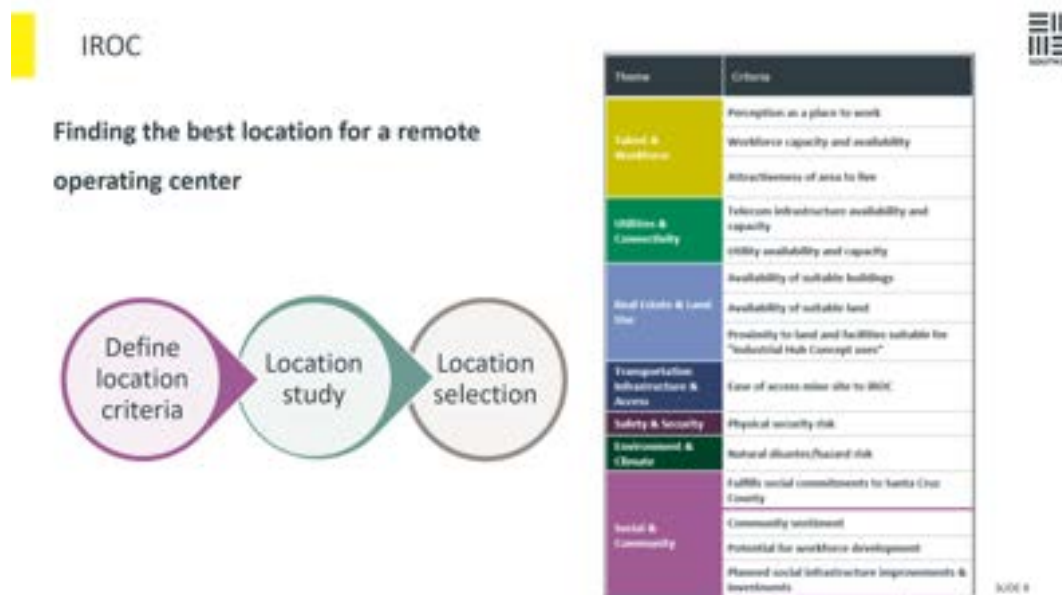 IROC
Finding the best location for a remote
operating center
Define
location
criteria
Location
study
Location
selection
Theme
Criteria
Talent &
Workforce
Perception as a place to work
Workforce capacity and availability
Attractiveness of area to live
Utilities &
Connectivity
Telecom infrastructure availability and
capacity
Utility availability and capacity
Real Estate & Land
Use
Availability of suitable buildings
Availability of suitable land
Proximity to land and facilities suitable for
"Industrial Hub Concept uses"
Transportation
Infrastructure &
Access
Ease of access mine site to IROC
Safety & Security
Physical security risk
Environment &
Climate
Natural disaster/hazard risk
Social &
Community
Fulfills social commitments to Santa Cruz
County
Community sentiment
Potential for workforce development
Planned social infrastructure improvements &
investments